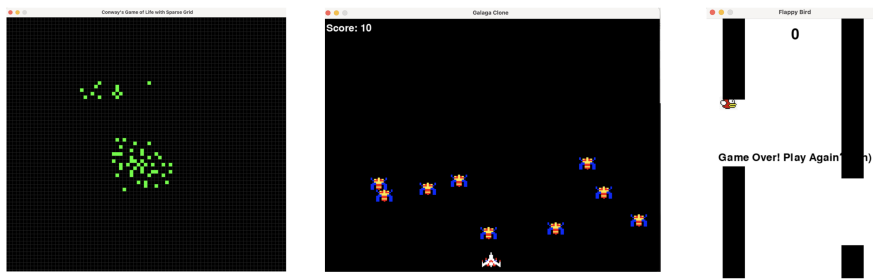 Conway's Game of Life with Sparse Grid
Galaga Clone
Score: 10
Flappy Bird
0
Game Over! Play Again?